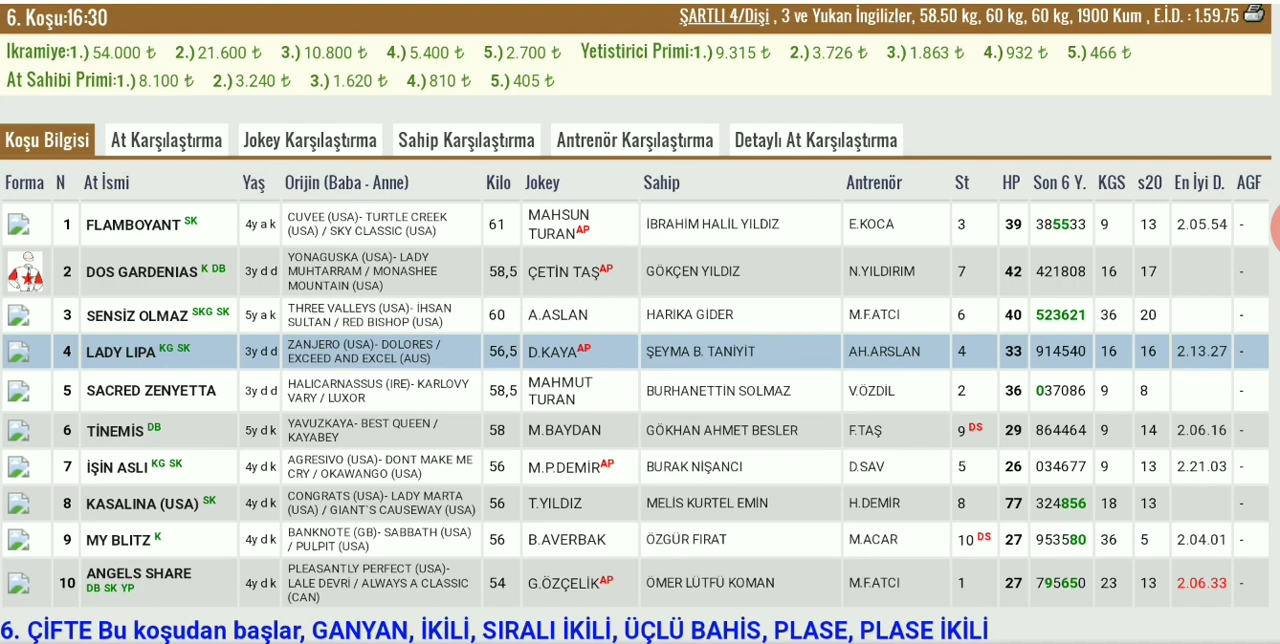 6. Koşu:16:30 ŞARTLI 4/Dişi , 3 ve Yukarı İngilizler, 58.50 kg, 60 kg, 60 kg, 1900 Kum , E.İ.D. : 1.59.75
Ikramiye:1.) 54.000 ₺ 2.) 21.600 ₺ 3.) 10.800 ₺ 4.) 5.400 ₺ 5.) 2.700 ₺ Yetistirici Primi:1.) 9.315 ₺ 2.) 3.726 ₺ 3.) 1.863 ₺ 4.) 932 ₺ 5.) 466 ₺
At Sahibi Primi:1.) 8.100 ₺ 2.) 3.240 ₺ 3.) 1.620 ₺ 4.) 810 ₺ 5.) 405 ₺
Koşu Bilgisi At Karşılaştırma Jokey Karşılaştırma Sahip Karşılaştırma Antrenör Karşılaştırma Detaylı At Karşılaştırma
Forma N At İsmi Yaş Orijin (Baba - Anne) Kilo Jokey Sahip Antrenör St HP Son 6 Y. KGS s20 En İyi D. AGF
1 FLAMBOYANT SK 4y a k CUVEE (USA)- TURTLE CREEK (USA) / SKY CLASSIC (USA) 61 MAHSUN TURAN AP İBRAHİM HALİL YILDIZ E.KOCA 3 39 385533 9 13 2.05.54 -
2 DOS GARDENIAS K DB 3y d d YONAGUSKA (USA)- LADY MUHTARRAM / MONASHEE MOUNTAIN (USA) 58,5 ÇETİN TAŞ AP GÖKÇEN YILDIZ N.YILDIRIM 7 42 421808 16 17 -
3 SENSİZ OLMAZ SKG SK 5y a k THREE VALLEYS (USA)- İHSAN SULTAN / RED BISHOP (USA) 60 A.ASLAN HARİKA GİDER M.F.ATCI 6 40 523621 36 20 -
4 LADY LIPA KG SK 3y d d ZANJERO (USA)- DOLORES / EXCEED AND EXCEL (AUS) 56,5 D.KAYA AP ŞEYMA B. TANİYİT AH.ARSLAN 4 33 914540 16 16 2.13.27 -
5 SACRED ZENYETTA 3y d d HALICARNASSUS (IRE)- KARLOVY VARY / LUXOR 58,5 MAHMUT TURAN BURHANETTİN SOLMAZ V.ÖZDİL 2 36 037086 9 8 -
6 TİNEMİS DB 5y d k YAVUZKAYA- BEST QUEEN / KAYABEY 58 M.BAYDAN GÖKHAN AHMET BESLER F.TAŞ 9 DS 29 864464 9 14 2.06.16 -
7 İŞİN ASLI KG SK 4y d k AGRESIVO (USA)- DONT MAKE ME CRY / OKAWANGO (USA) 56 M.P.DEMİR AP BURAK NİŞANCI D.SAV 5 26 034677 9 13 2.21.03 -
8 KASALINA (USA) SK 4y d k CONGRATS (USA)- LADY MARTA (USA) / GIANT`S CAUSEWAY (USA) 56 T.YILDIZ MELİS KURTEL EMİN H.DEMİR 8 77 324856 18 13 -
9 MY BLITZ K 4y d k BANKNOTE (GB)- SABBATH (USA) / PULPIT (USA) 56 B.AVERBAK ÖZGÜR FIRAT M.ACAR 10 DS 27 953580 36 5 2.04.01 -
10 ANGELS SHARE DB SK YP 4y d k PLEASANTLY PERFECT (USA)- LALE DEVRİ / ALWAYS A CLASSIC (CAN) 54 G.ÖZÇELİK AP ÖMER LÜTFÜ KOMAN M.F.ATCI 1 27 795650 23 13 2.06.33 -
6. ÇİFTE Bu koşudan başlar, GANYAN, İKİLİ, SIRALI İKİLİ, ÜÇLÜ BAHİS, PLASE, PLASE İKİLİ